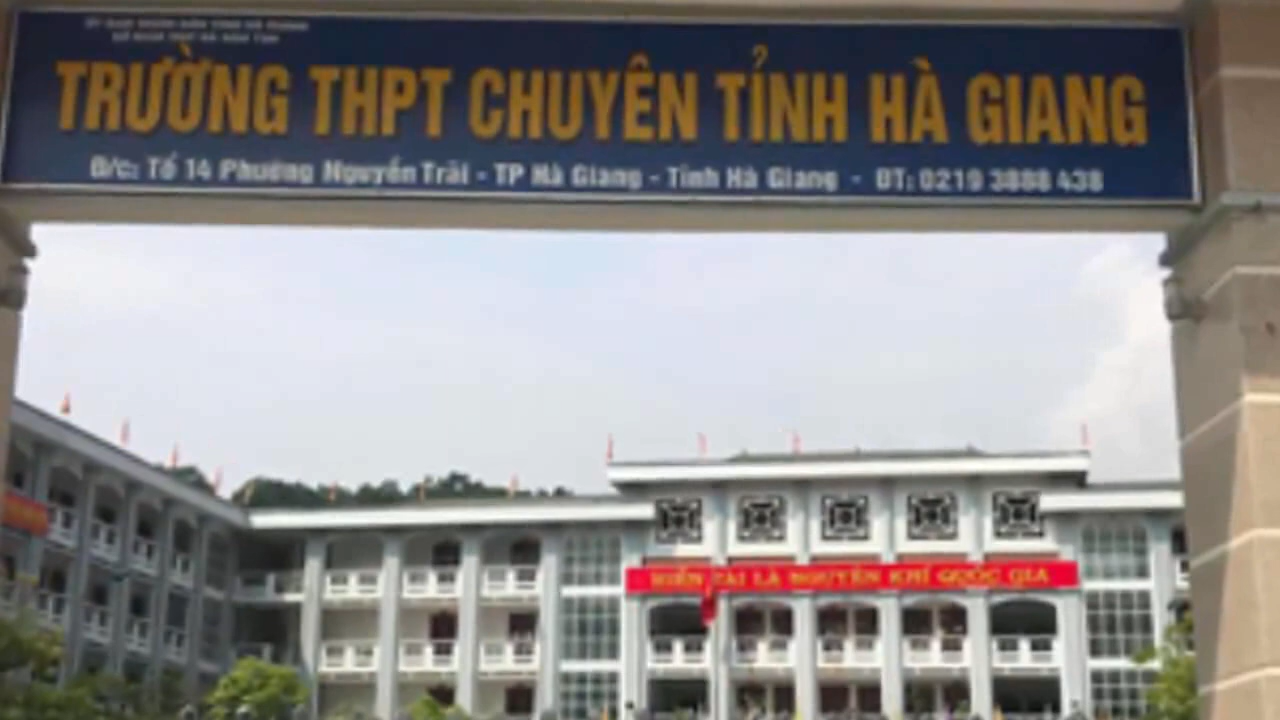 TRƯỜNG THPT CHUYÊN TỈNH HÀ GIANG
Đ/c: Tổ 14 Phường Nguyễn Trãi - TP Hà Giang - Tỉnh Hà Giang - ĐT: 0219 3888 438
HIỀN TÀI LÀ NGUYÊN KHÍ QUỐC GIA